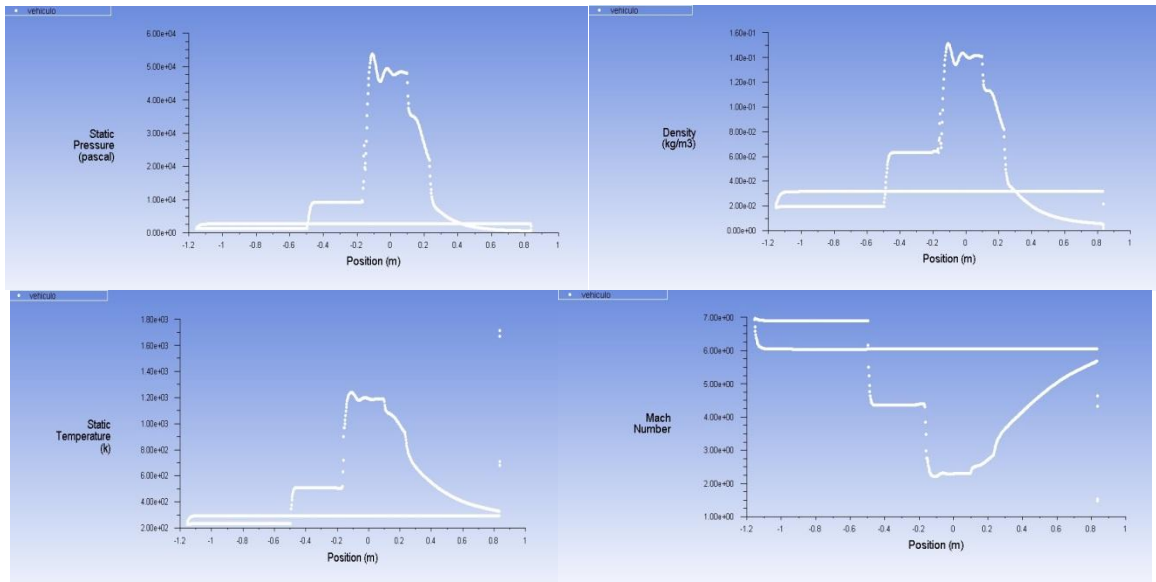 vehiculo
6.00e+04
5.00e+04
4.00e+04
Static
Pressure
(pascal)
3.00e+04
2.00e+04
1.00e+04
0.00e+00
-1.2 -1 -0.8 -0.6 -0.4 -0.2 0 0.2 0.4 0.6 0.8 1
Position (m)
vehiculo
1.60e-01
1.40e-01
1.20e-01
1.00e-01
Density
(kg/m3)
8.00e-02
6.00e-02
4.00e-02
2.00e-02
0.00e+00
-1.2 -1 -0.8 -0.6 -0.4 -0.2 0 0.2 0.4 0.6 0.8 1
Position (m)
vehiculo
1.80e+03
1.60e+03
1.40e+03
1.20e+03
Static
Temperature
(k)
1.00e+03
8.00e+02
6.00e+02
4.00e+02
2.00e+02
-1.2 -1 -0.8 -0.6 -0.4 -0.2 0 0.2 0.4 0.6 0.8 1
Position (m)
vehiculo
7.00e+00
6.00e+00
5.00e+00
Mach
Number
4.00e+00
3.00e+00
2.00e+00
1.00e+00
-1.2 -1 -0.8 -0.6 -0.4 -0.2 0 0.2 0.4 0.6 0.8 1
Position (m)